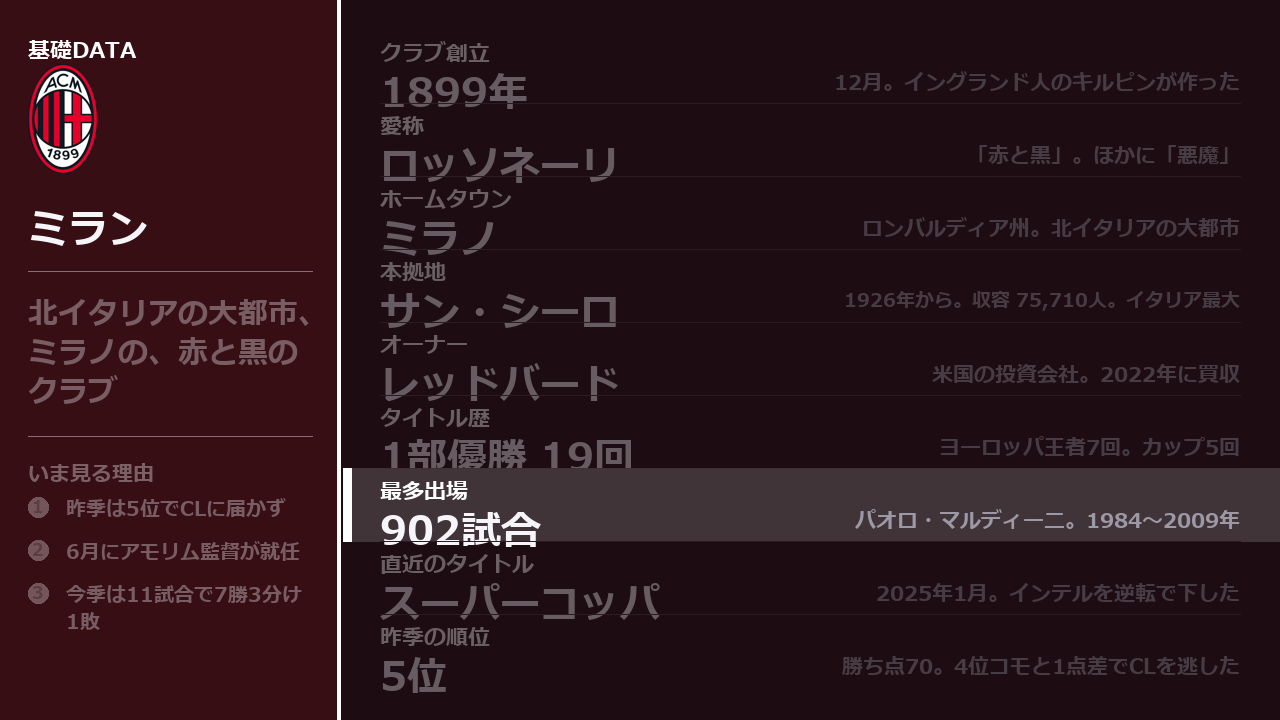 基礎DATA
ACM
1899
ミラン
北イタリアの大都市、
ミラノの、赤と黒の
クラブ
いま見る理由
1 昨季は5位でCLに届かず
2 6月にアモリム監督が就任
3 今季は11試合で7勝3分け
1敗
クラブ創立
1899年
12月。イングランド人のキルピンが作った
愛称
ロッソネーリ
「赤と黒」。ほかに「悪魔」
ホームタウン
ミラノ
ロンバルディア州。北イタリアの大都市
本拠地
サン・シーロ
1926年から。収容 75,710人。イタリア最大
オーナー
レッドバード
米国の投資会社。2022年に買収
タイトル歴
1部優勝 19回
ヨーロッパ王者7回。カップ5回
最多出場
902試合
パオロ・マルディーニ。1984〜2009年
直近のタイトル
スーパーコッパ
2025年1月。インテルを逆転で下した
昨季の順位
5位
勝ち点70。4位コモと1点差でCLを逃した